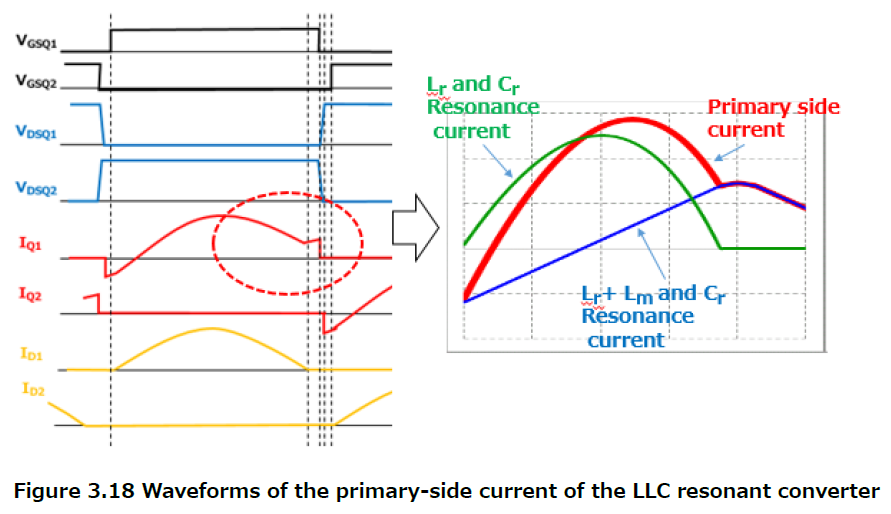 VGSQ1
VGSQ2
VDSQ1
VDSQ2
IQ1
IQ2
ID1
ID2
Lr and Cr
Resonance
current
Primary side
current
Lr+ Lm and Cr
Resonance
current
Figure 3.18 Waveforms of the primary-side current of the LLC resonant converter